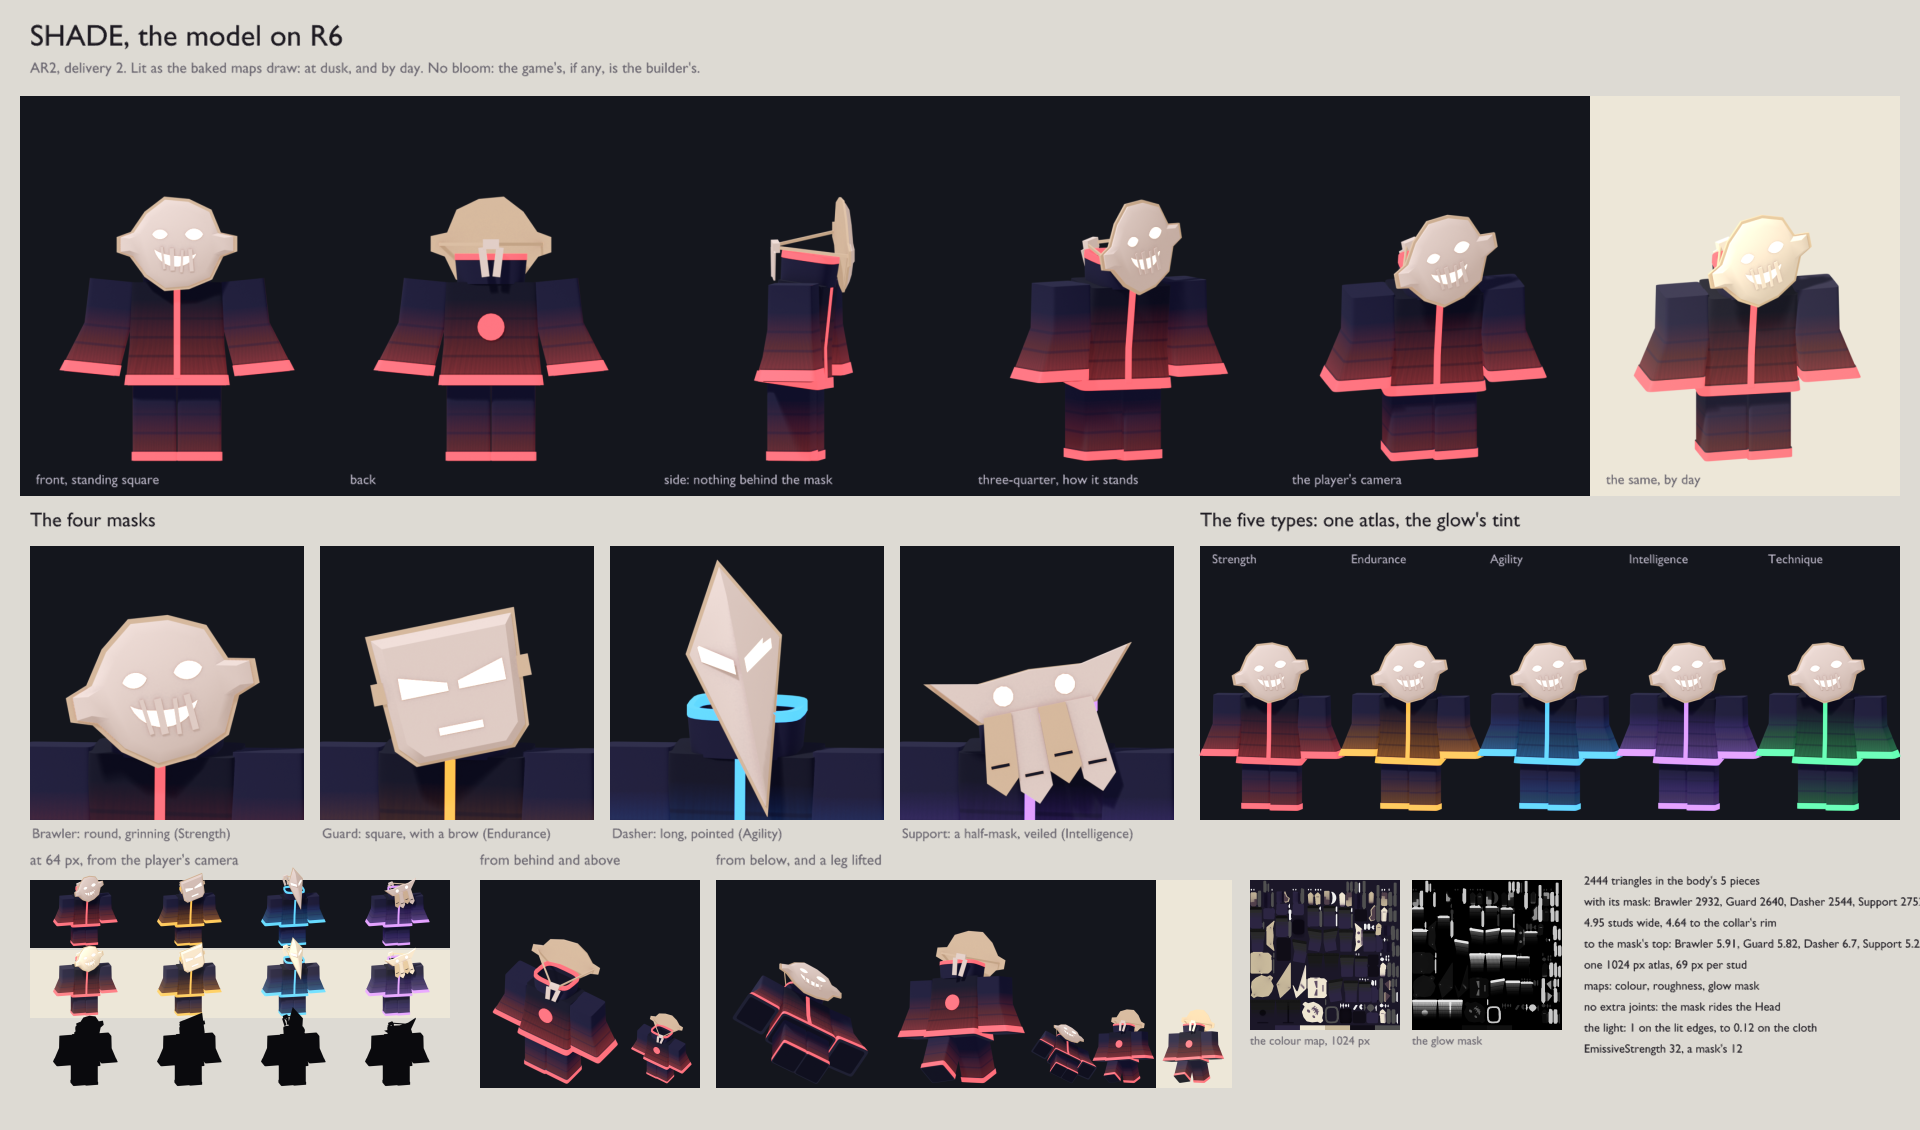 SHADE, the model on R6
AR2, delivery 2. Lit as the baked maps draw: at dusk, and by day. No bloom: the game's, if any, is the builder's.
front, standing square
back
side: nothing behind the mask
three-quarter, how it stands
the player's camera
the same, by day
The four masks
The five types: one atlas, the glow's tint
Strength
Endurance
Agility
Intelligence
Technique
Brawler: round, grinning (Strength)
Guard: square, with a brow (Endurance)
Dasher: long, pointed (Agility)
Support: a half-mask, veiled (Intelligence)
at 64 px, from the player's camera
from behind and above
from below, and a leg lifted
the colour map, 1024 px
the glow mask
2444 triangles in the body's 5 pieces
with its mask: Brawler 2932, Guard 2640, Dasher 2544, Support 275
4.95 studs wide, 4.64 to the collar's rim
to the mask's top: Brawler 5.91, Guard 5.82, Dasher 6.7, Support 5.2
one 1024 px atlas, 69 px per stud
maps: colour, roughness, glow mask
no extra joints: the mask rides the Head
the light: 1 on the lit edges, to 0.12 on the cloth
EmissiveStrength 32, a mask's 12